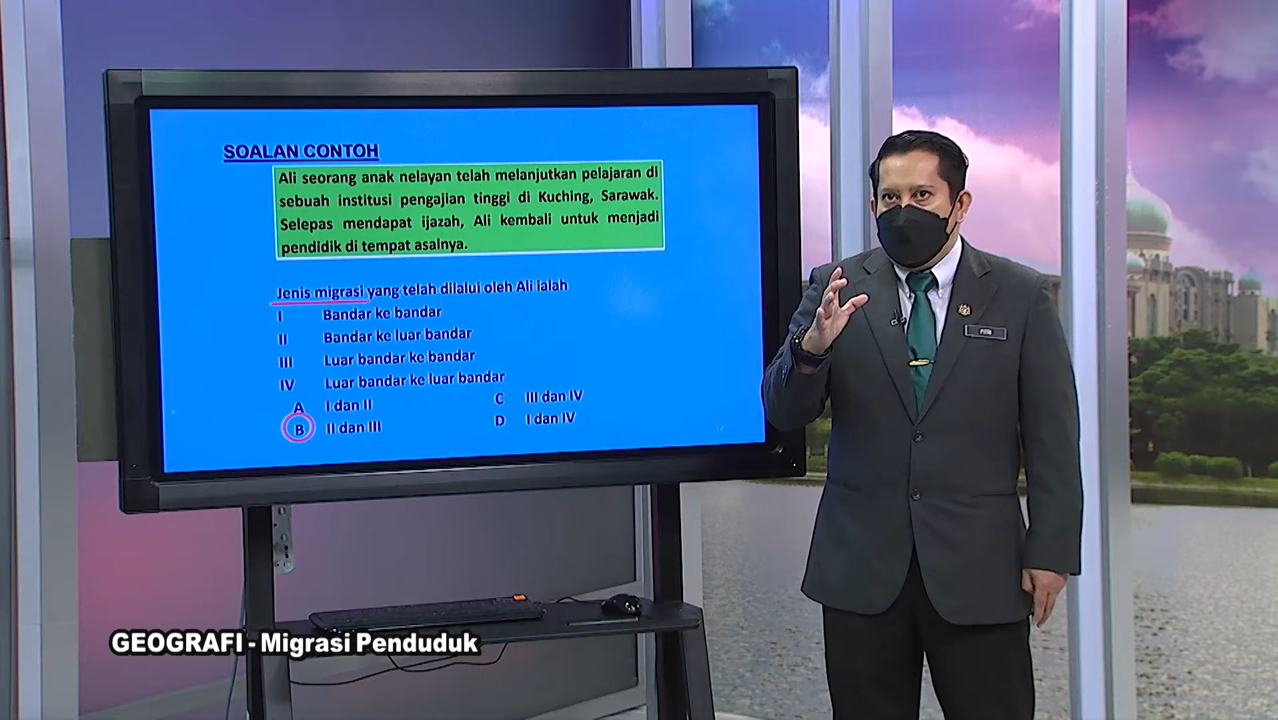 SOALAN CONTOH
Ali seorang anak nelayan telah melanjutkan pelajaran di
sebuah institusi pengajian tinggi di Kuching, Sarawak.
Selepas mendapat ijazah, Ali kembali untuk menjadi
pendidik di tempat asalnya.
Jenis migrasi yang telah dilalui oleh Ali ialah
I Bandar ke bandar
II Bandar ke luar bandar
III Luar bandar ke bandar
IV Luar bandar ke luar bandar
A I dan II C III dan IV
B II dan III D I dan IV
FITRI
GEOGRAFI - Migrasi Penduduk